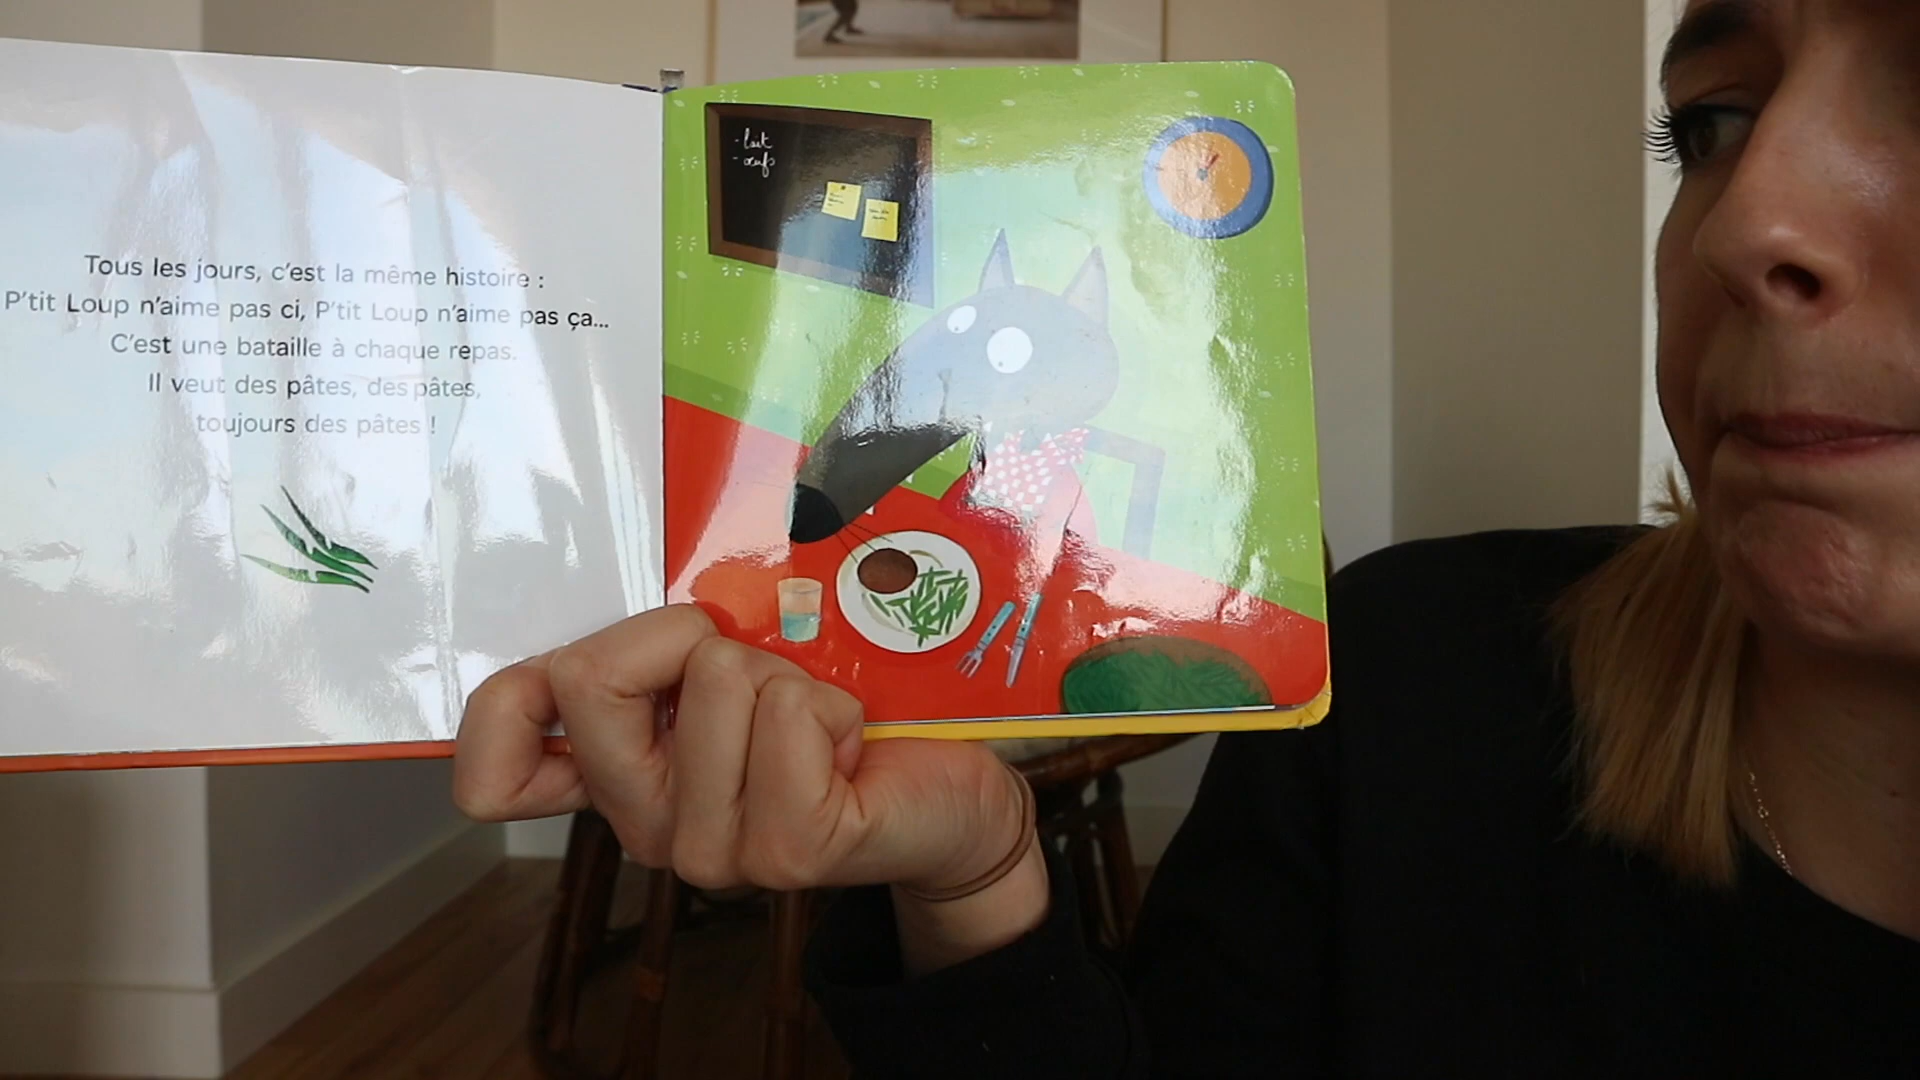 Tous les jours, c'est la même histoire :
P'tit Loup n'aime pas ci, P'tit Loup n'aime pas ça...
C'est une bataille à chaque repas.
Il veut des pâtes, des pâtes,
toujours des pâtes !
- lait
- œufs